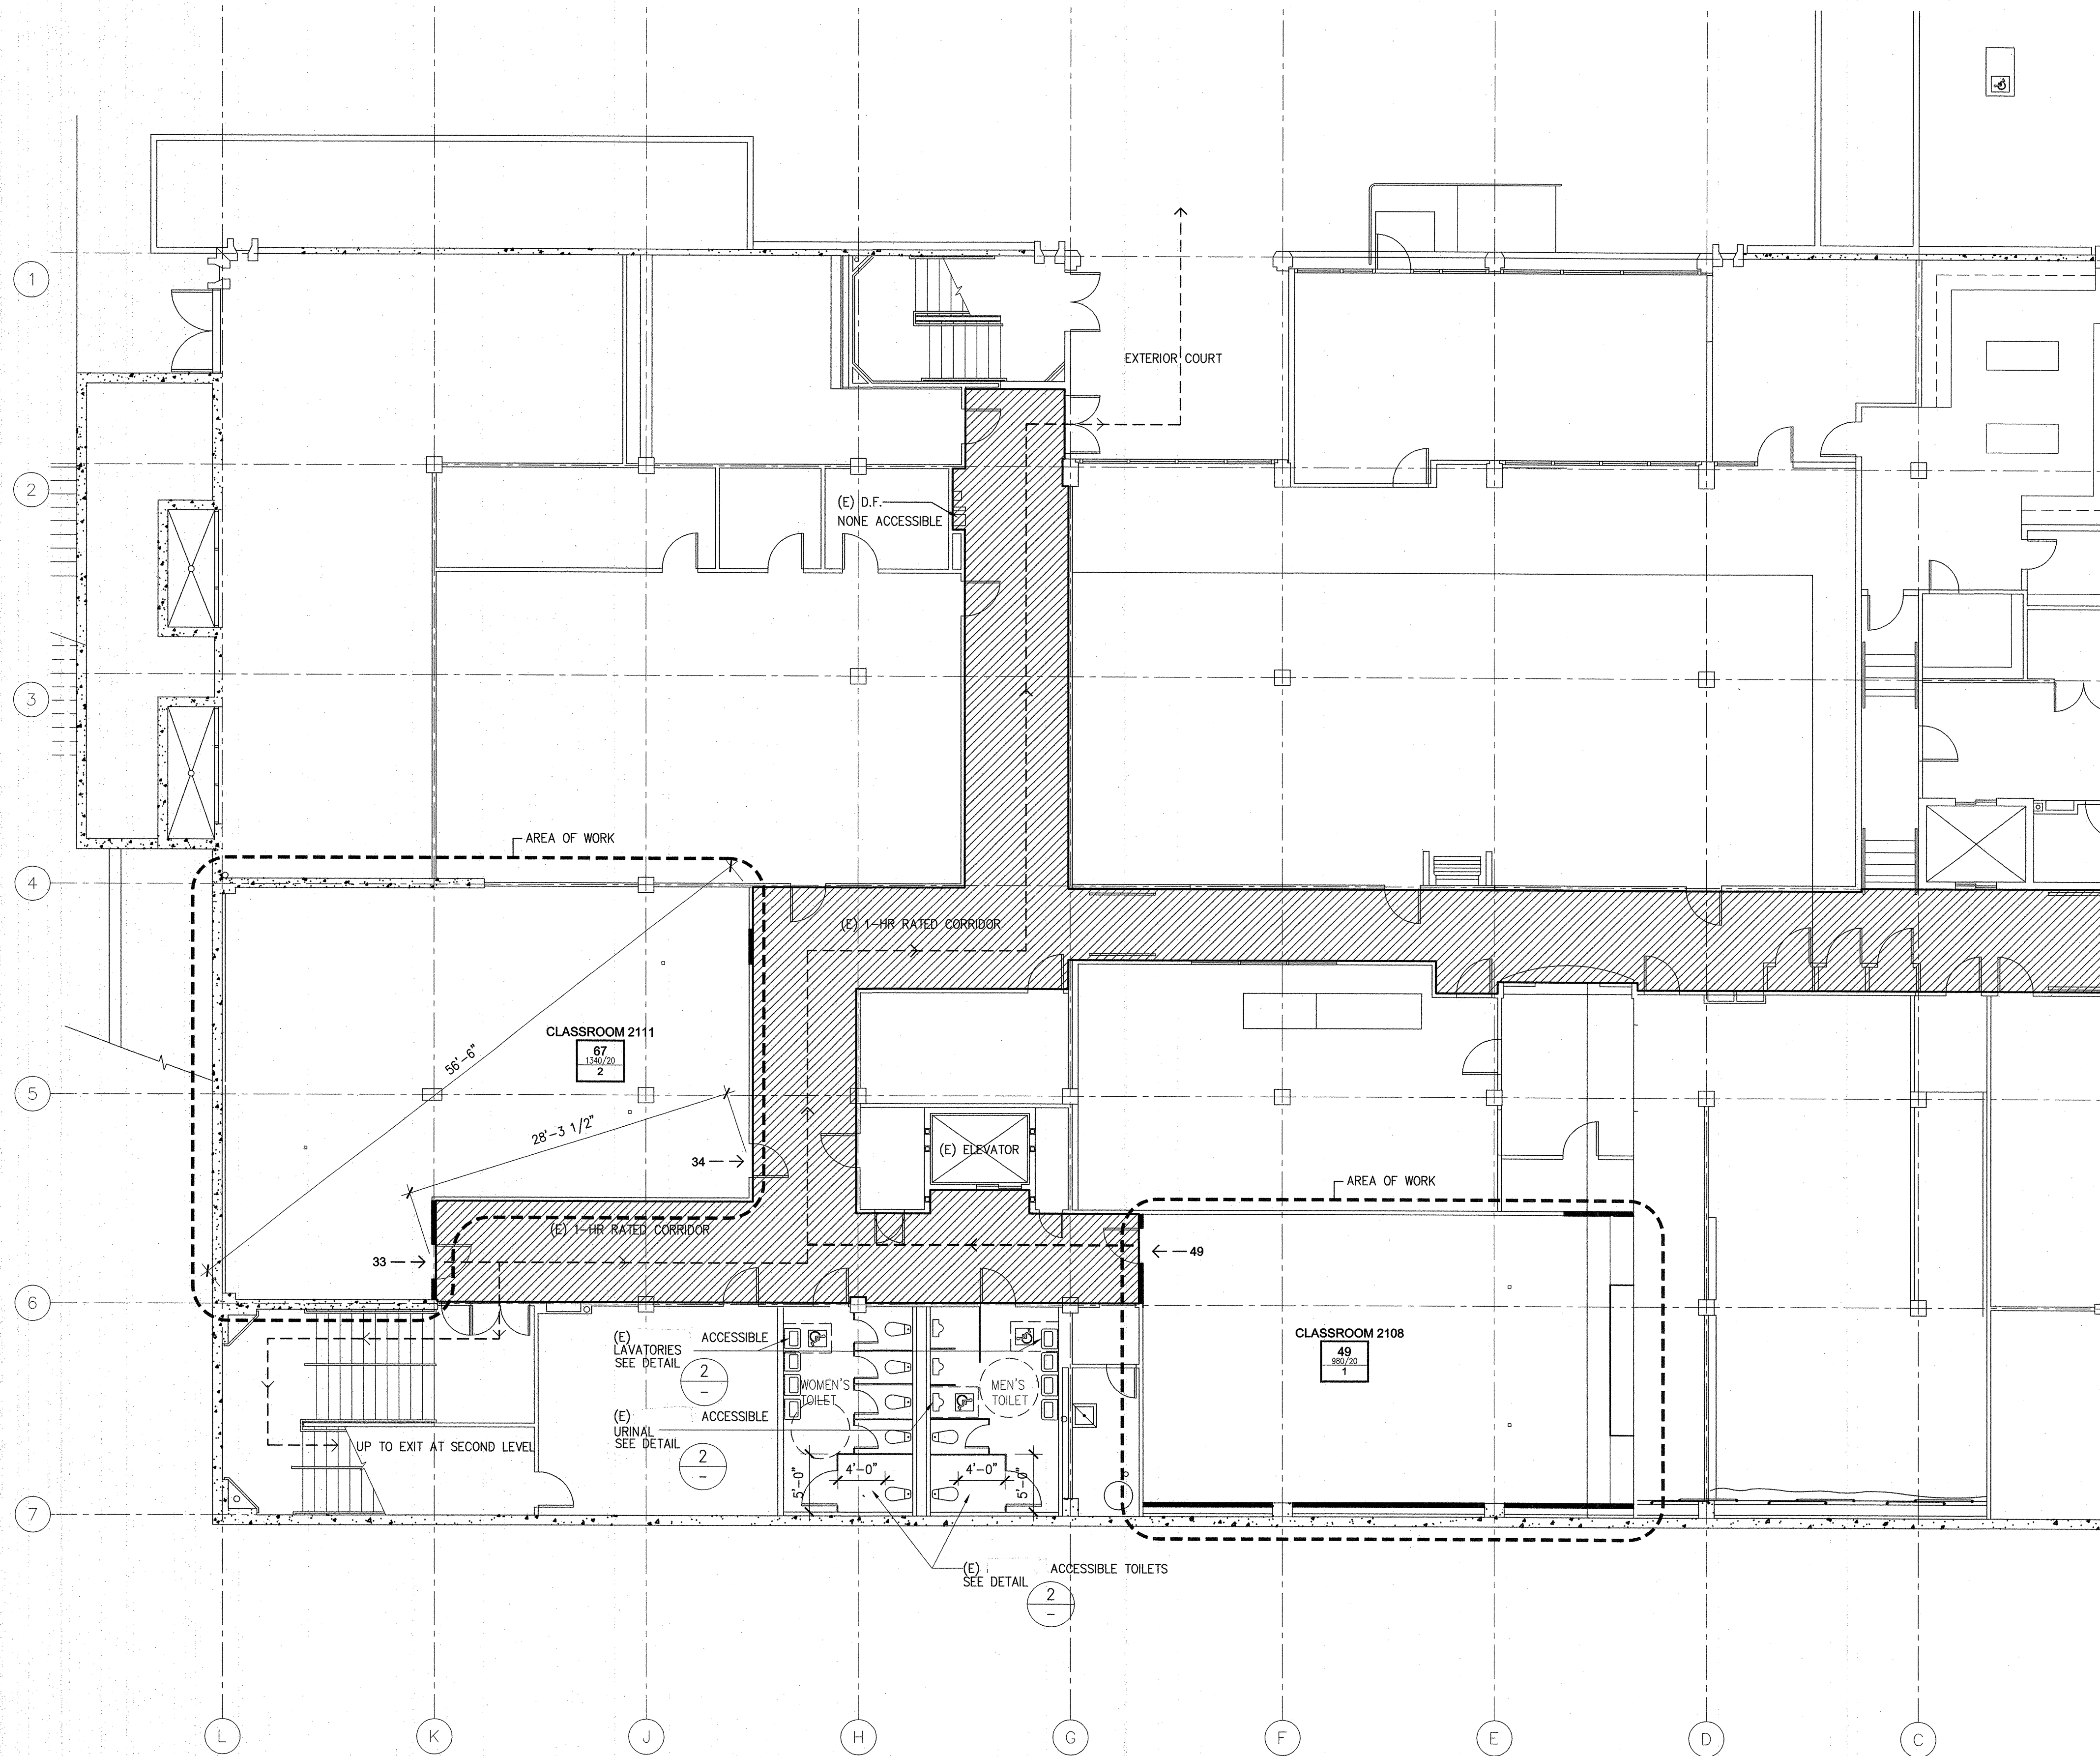 1
EXTERIOR COURT
2
(E) D.F.
NONE ACCESSIBLE
3
AREA OF WORK
4
(E) 1-HR RATED CORRIDOR
CLASSROOM 2111
67
1340/20
2
56'-6"
5
28'-3 1/2"
34
(E) ELEVATOR
AREA OF WORK
(E) 1-HR RATED CORRIDOR
33
49
6
CLASSROOM 2108
49
980/20
1
(E) ACCESSIBLE
LAVATORIES
SEE DETAIL
2
-
WOMEN'S
TOILET
MEN'S
TOILET
(E) ACCESSIBLE
URINAL
SEE DETAIL
2
-
UP TO EXIT AT SECOND LEVEL
5'-0"
4'-0"
4'-0"
5'-0"
7
(E) ACCESSIBLE TOILETS
SEE DETAIL
2
-
L
K
J
H
G
F
E
D
C